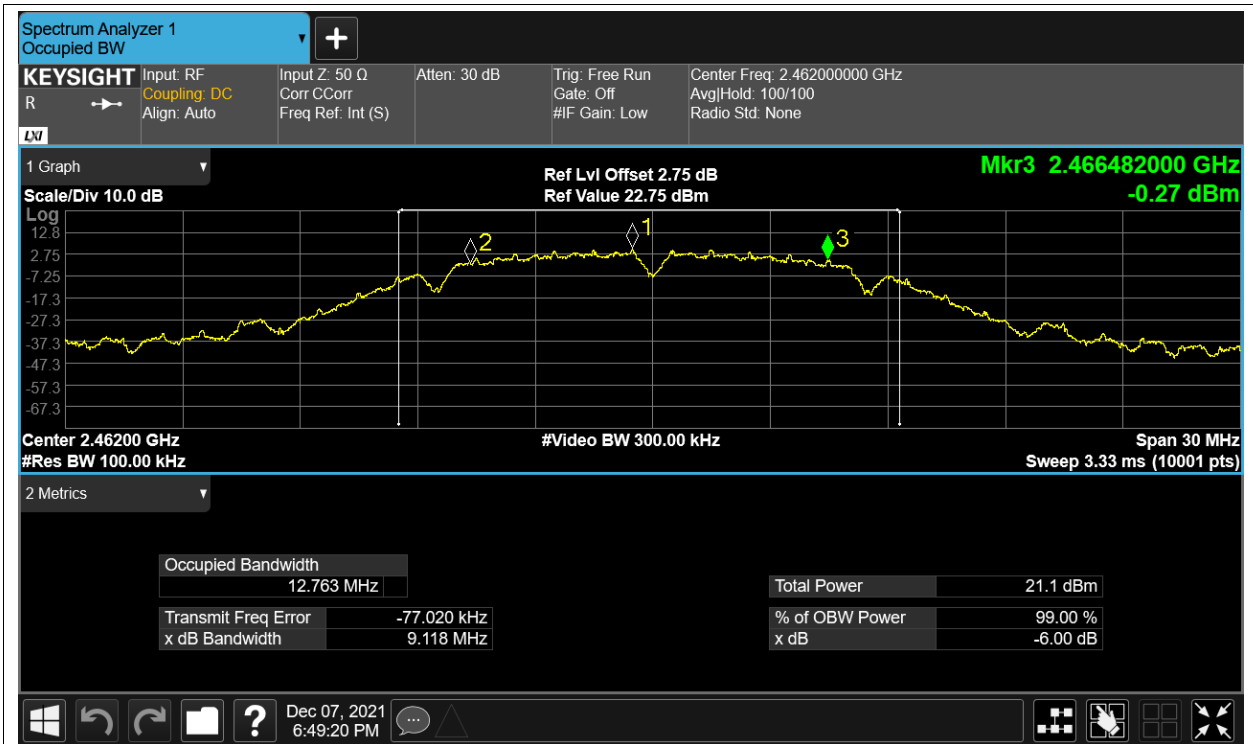 Spectrum Analyzer 1
Occupied BW
KEYSIGHT
R
LXI
Input: RF
Coupling: DC
Align: Auto
Input Z: 50 Ω
Corr CCorr
Freq Ref: Int (S)
Atten: 30 dB
Trig: Free Run
Gate: Off
#IF Gain: Low
Center Freq: 2.462000000 GHz
Avg|Hold: 100/100
Radio Std: None
1 Graph
Scale/Div 10.0 dB
Ref Lvl Offset 2.75 dB
Ref Value 22.75 dBm
Mkr3 2.466482000 GHz
-0.27 dBm
Log
12.8
2.75
-7.25
-17.3
-27.3
-37.3
-47.3
-57.3
-67.3
2
1
3
Center 2.46200 GHz
#Res BW 100.00 kHz
#Video BW 300.00 kHz
Span 30 MHz
Sweep 3.33 ms (10001 pts)
2 Metrics
Occupied Bandwidth
12.763 MHz
Transmit Freq Error -77.020 kHz
x dB Bandwidth 9.118 MHz
Total Power 21.1 dBm
% of OBW Power 99.00 %
x dB -6.00 dB
?
Dec 07, 2021
6:49:20 PM